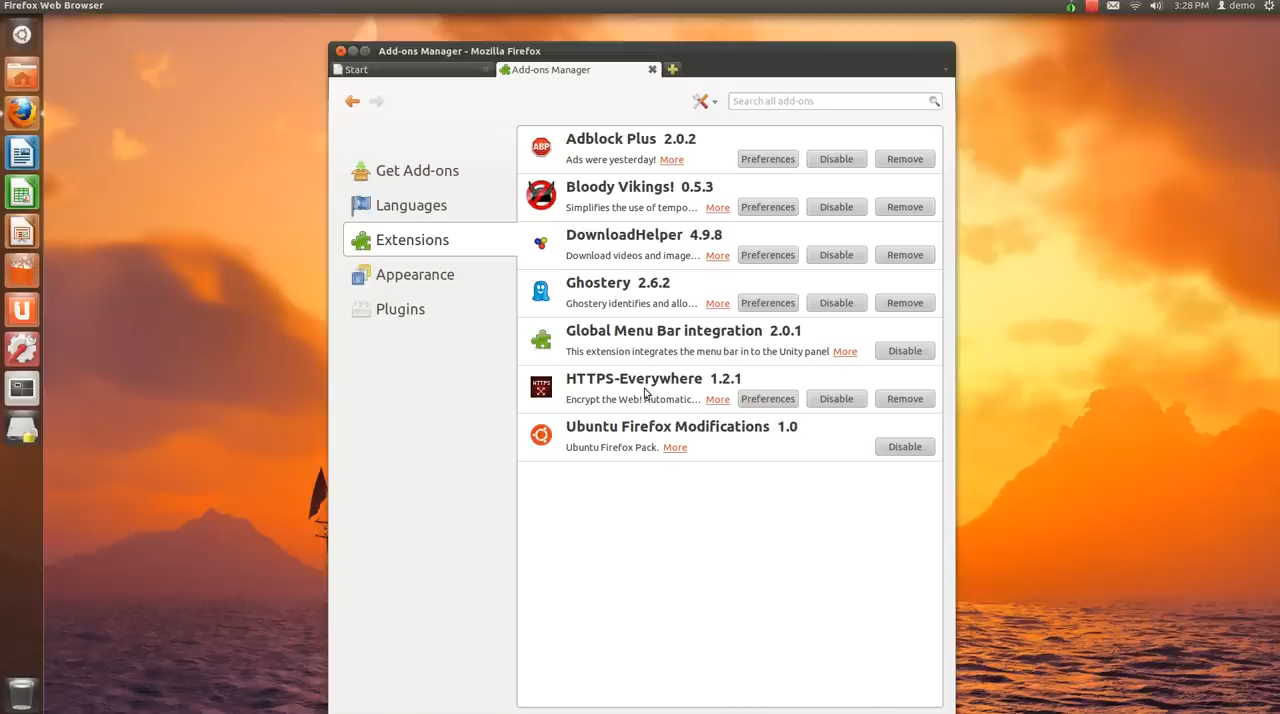 Firefox Web Browser
3:28 PM demo
Add-ons Manager - Mozilla Firefox
Start
Add-ons Manager
Search all add-ons
Get Add-ons
Languages
Extensions
Appearance
Plugins
ABP
Adblock Plus 2.0.2
Ads were yesterday! More
Preferences Disable Remove
Bloody Vikings! 0.5.3
Simplifies the use of tempo... More
Preferences Disable Remove
DownloadHelper 4.9.8
Download videos and image... More
Preferences Disable Remove
Ghostery 2.6.2
Ghostery identifies and allo... More
Preferences Disable Remove
Global Menu Bar integration 2.0.1
This extension integrates the menu bar in to the Unity panel More
Disable
HTTPS
HTTPS-Everywhere 1.2.1
Encrypt the Web! Automatic... More
Preferences Disable Remove
Ubuntu Firefox Modifications 1.0
Ubuntu Firefox Pack. More
Disable
U